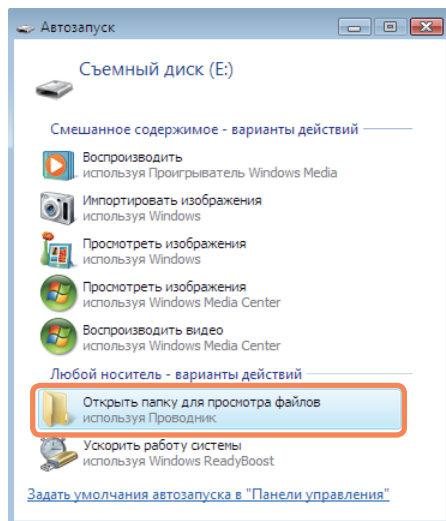 Автозапуск
Съемный диск (E:)
Смешанное содержимое - варианты действий
Воспроизводить
используя Проигрыватель Windows Media
Импортировать изображения
используя Windows
Просмотреть изображения
используя Windows
Просмотреть изображения
используя Windows Media Center
Воспроизводить видео
используя Windows Media Center
Любой носитель - варианты действий
Открыть папку для просмотра файлов
используя Проводник
Ускорить работу системы
используя Windows ReadyBoost
Задать умолчания автозапуска в "Панели управления"